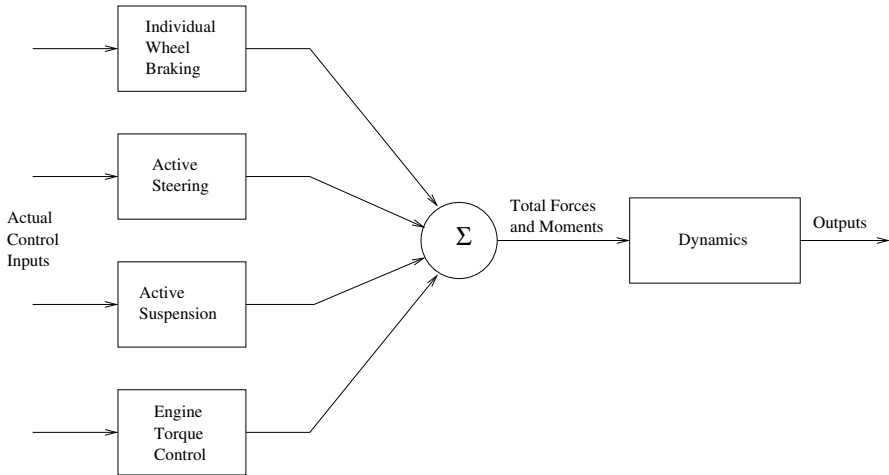 Individual
Wheel
Braking
Active
Steering
Actual
Control
Inputs
Active
Suspension
Engine
Torque
Control
Σ
Total Forces
and Moments
Dynamics
Outputs